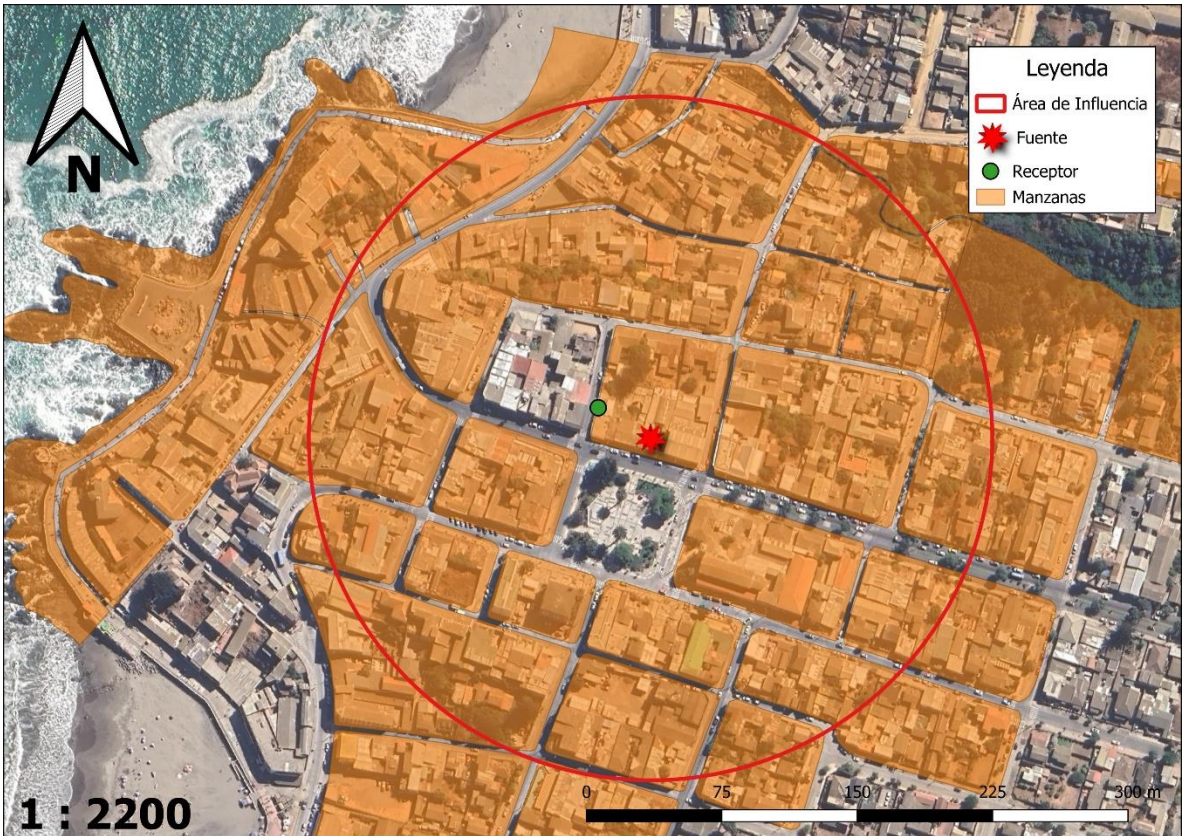 N
Leyenda
Área de Influencia
Fuente
Receptor
Manzanas
1 : 2200
0 75 150 225 300 m